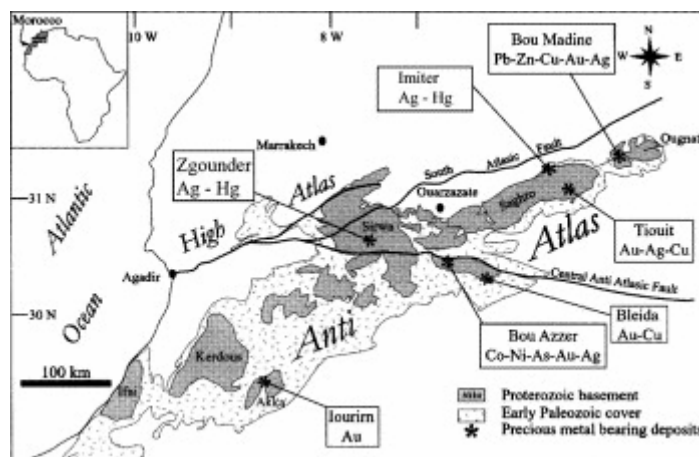 Morocco
10 W
8 W
Bou Madine
Pb-Zn-Cu-Au-Ag
N
W
E
S
Imiter
Ag - Hg
Marrakech
Zgounder
Ag - Hg
South
Atlasic
Fault
Ougnat
31 N
High
Atlas
Ouarzazate
Saghro
Sirwa
Tiouit
Au-Ag-Cu
Atlantic
Ocean
Agadir
Anti
Atlas
Central Anti Atlasic Fault
30 N
Bleida
Au-Cu
Bou Azzer
Co-Ni-As-Au-Ag
100 km
Kerdous
Ifni
Akka
Iourirn
Au
Proterozoic basement
Early Paleozoic cover
Precious metal bearing deposits